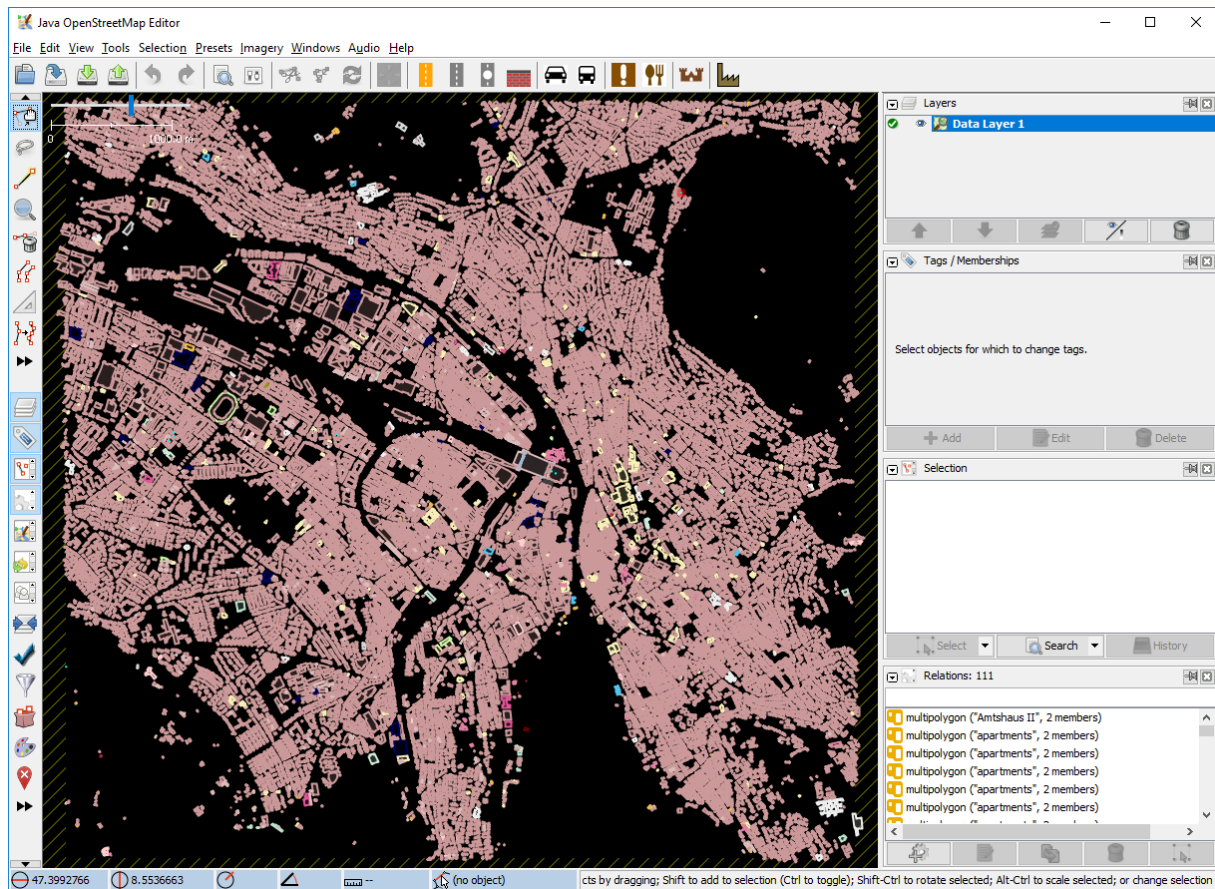 Java OpenStreetMap Editor
File Edit View Tools Selection Presets Imagery Windows Audio Help
0
1000.0 m
Layers
Data Layer 1
Tags / Memberships
Select objects for which to change tags.
Add Edit Delete
Selection
Select Search History
Relations: 111
multipolygon ("Amtshaus II", 2 members)
multipolygon ("apartments", 2 members)
multipolygon ("apartments", 2 members)
multipolygon ("apartments", 2 members)
multipolygon ("apartments", 2 members)
multipolygon ("apartments", 2 members)
47.3992766 8.5536663 -- (no object) cts by dragging; Shift to add to selection (Ctrl to toggle); Shift-Ctrl to rotate selected; Alt-Ctrl to scale selected; or change selection